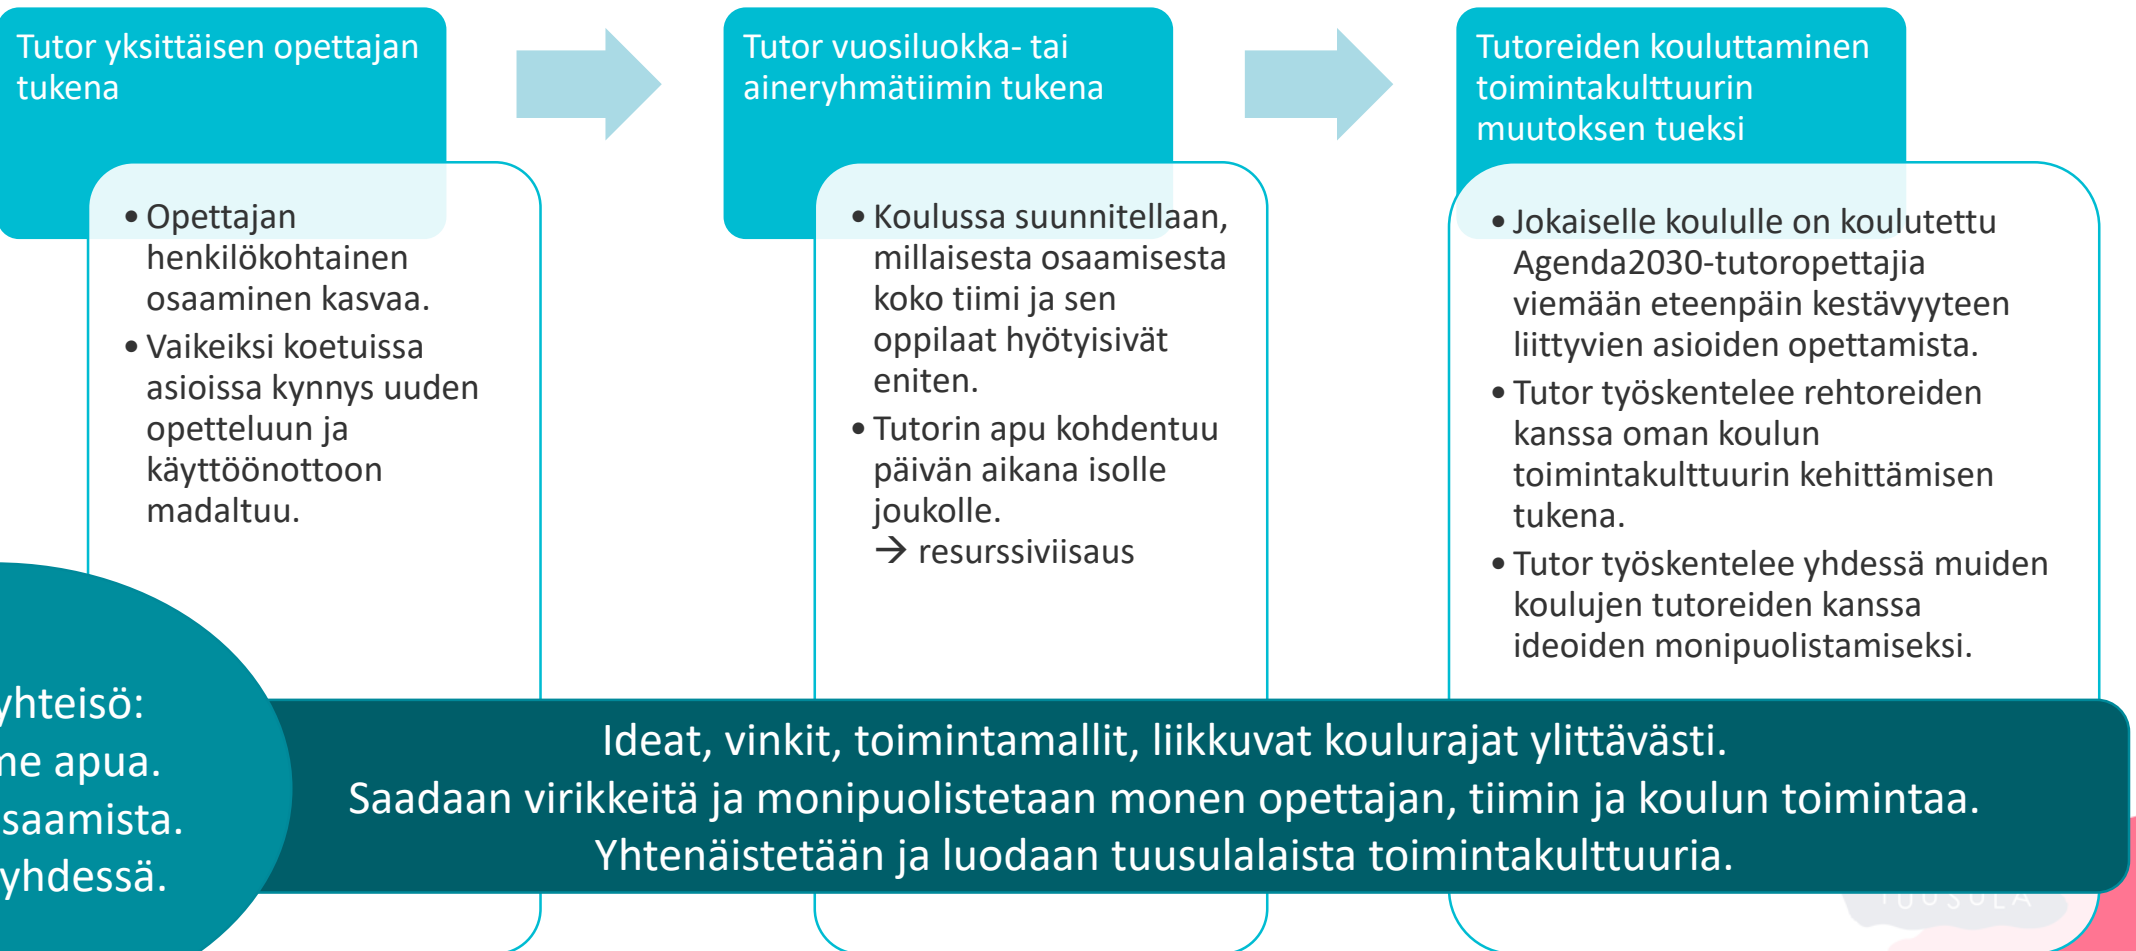 Tutor yksittäisen opettajan
tukena
• Opettajan
henkilökohtainen
osaaminen kasvaa.
• Vaikeiksi koetuissa
asioissa kynnys uuden
opetteluun ja
käyttöönottoon
madaltuu.
Tutor vuosiluokka- tai
aineryhmätiimin tukena
• Koulussa suunnitellaan,
millaisesta osaamisesta
koko tiimi ja sen
oppilaat hyötyisivät
eniten.
• Tutorin apu kohdentuu
päivän aikana isolle
joukolle.
→ resurssiviisaus
Tutoreiden kouluttaminen
toimintakulttuurin
muutoksen tueksi
• Jokaiselle koululle on koulutettu
Agenda2030-tutoropettajia
viemään eteenpäin kestävyyteen
liittyvien asioiden opettamista.
• Tutor työskentelee rehtoreiden
kanssa oman koulun
toimintakulttuurin kehittämisen
tukena.
• Tutor työskentelee yhdessä muiden
koulujen tutoreiden kanssa
ideoiden monipuolistamiseksi.
yhteisö:
me apua.
saamista.
yhdessä.
Ideat, vinkit, toimintamallit, liikkuvat koulurajat ylittävästi.
Saadaan virikkeitä ja monipuolistetaan monen opettajan, tiimin ja koulun toimintaa.
Yhtenäistetään ja luodaan tuusulalaista toimintakulttuuria.
TUUSULA